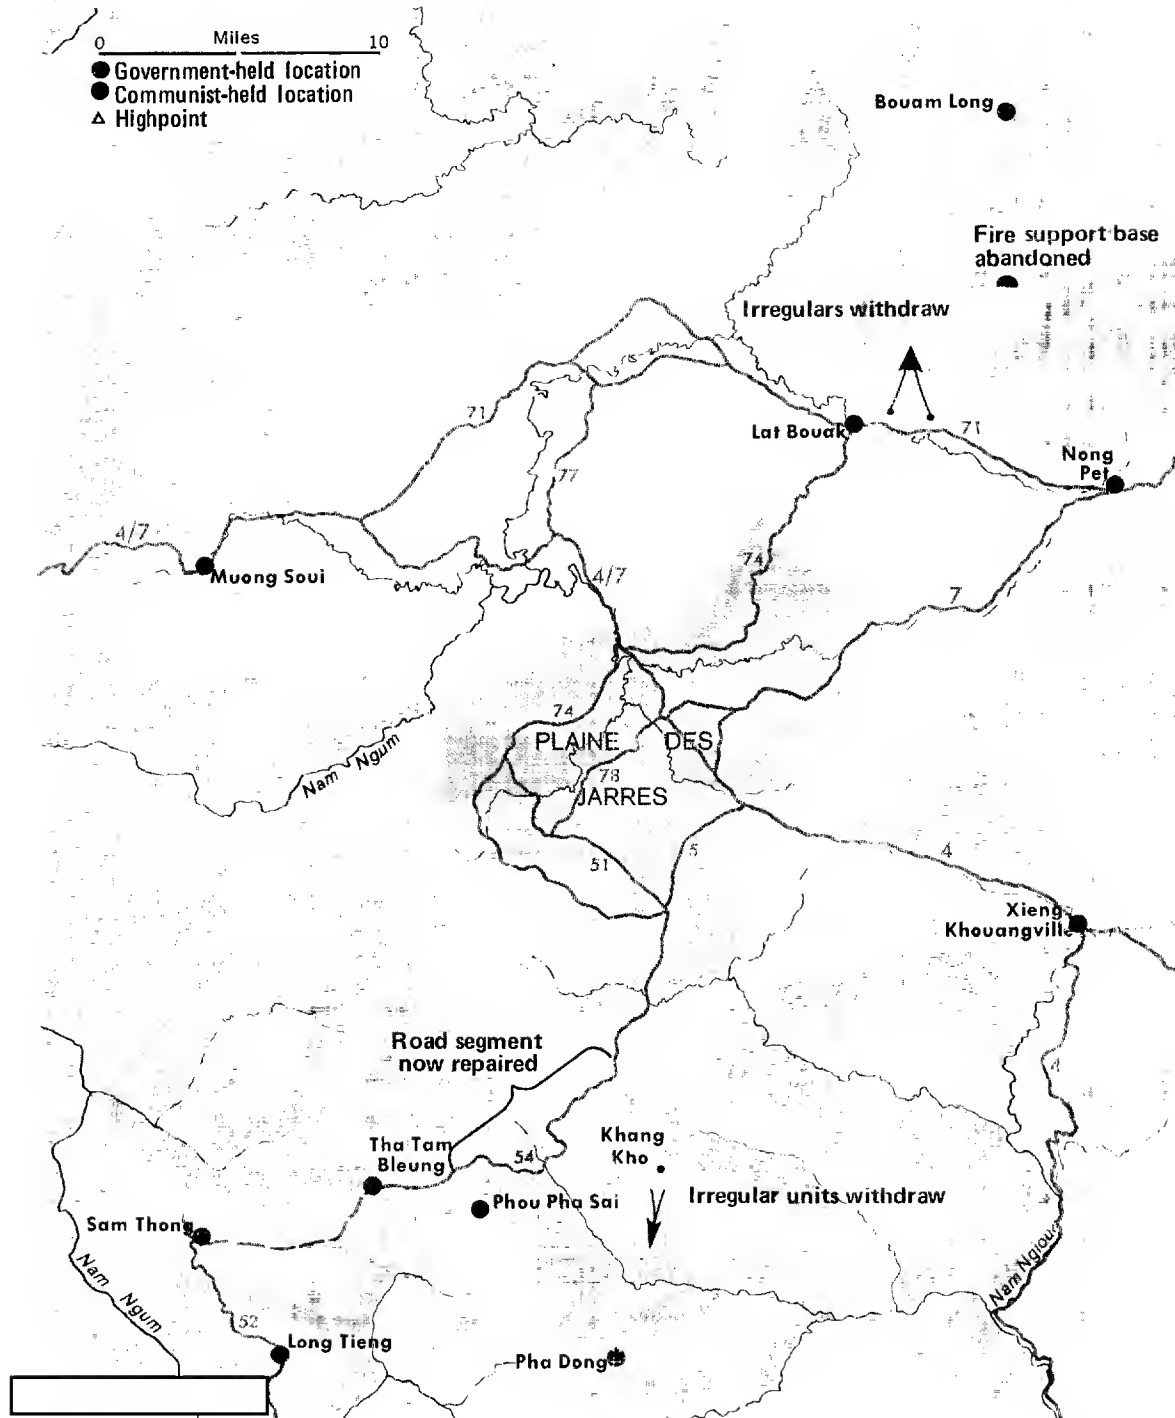 0 Miles 10
Government-held location
Communist-held location
Highpoint
Bouam Long
Fire support base
abandoned
Irregulars withdraw
71
Lat Bouak
71
Nong
Pet
77
4/7
Muong Soui
4/7
74
7
74
PLAINE DES
JARRES
78
Nam Ngum
51
5
4
Xieng
Khouangville
Road segment
now repaired
4
Tha Tam
Bleung
54
Khang
Kho
Phou Pha Sai
Irregular units withdraw
Sam Thong
Nam Ngum
Nam Ngiou
52
Long Tieng
Pha Dong